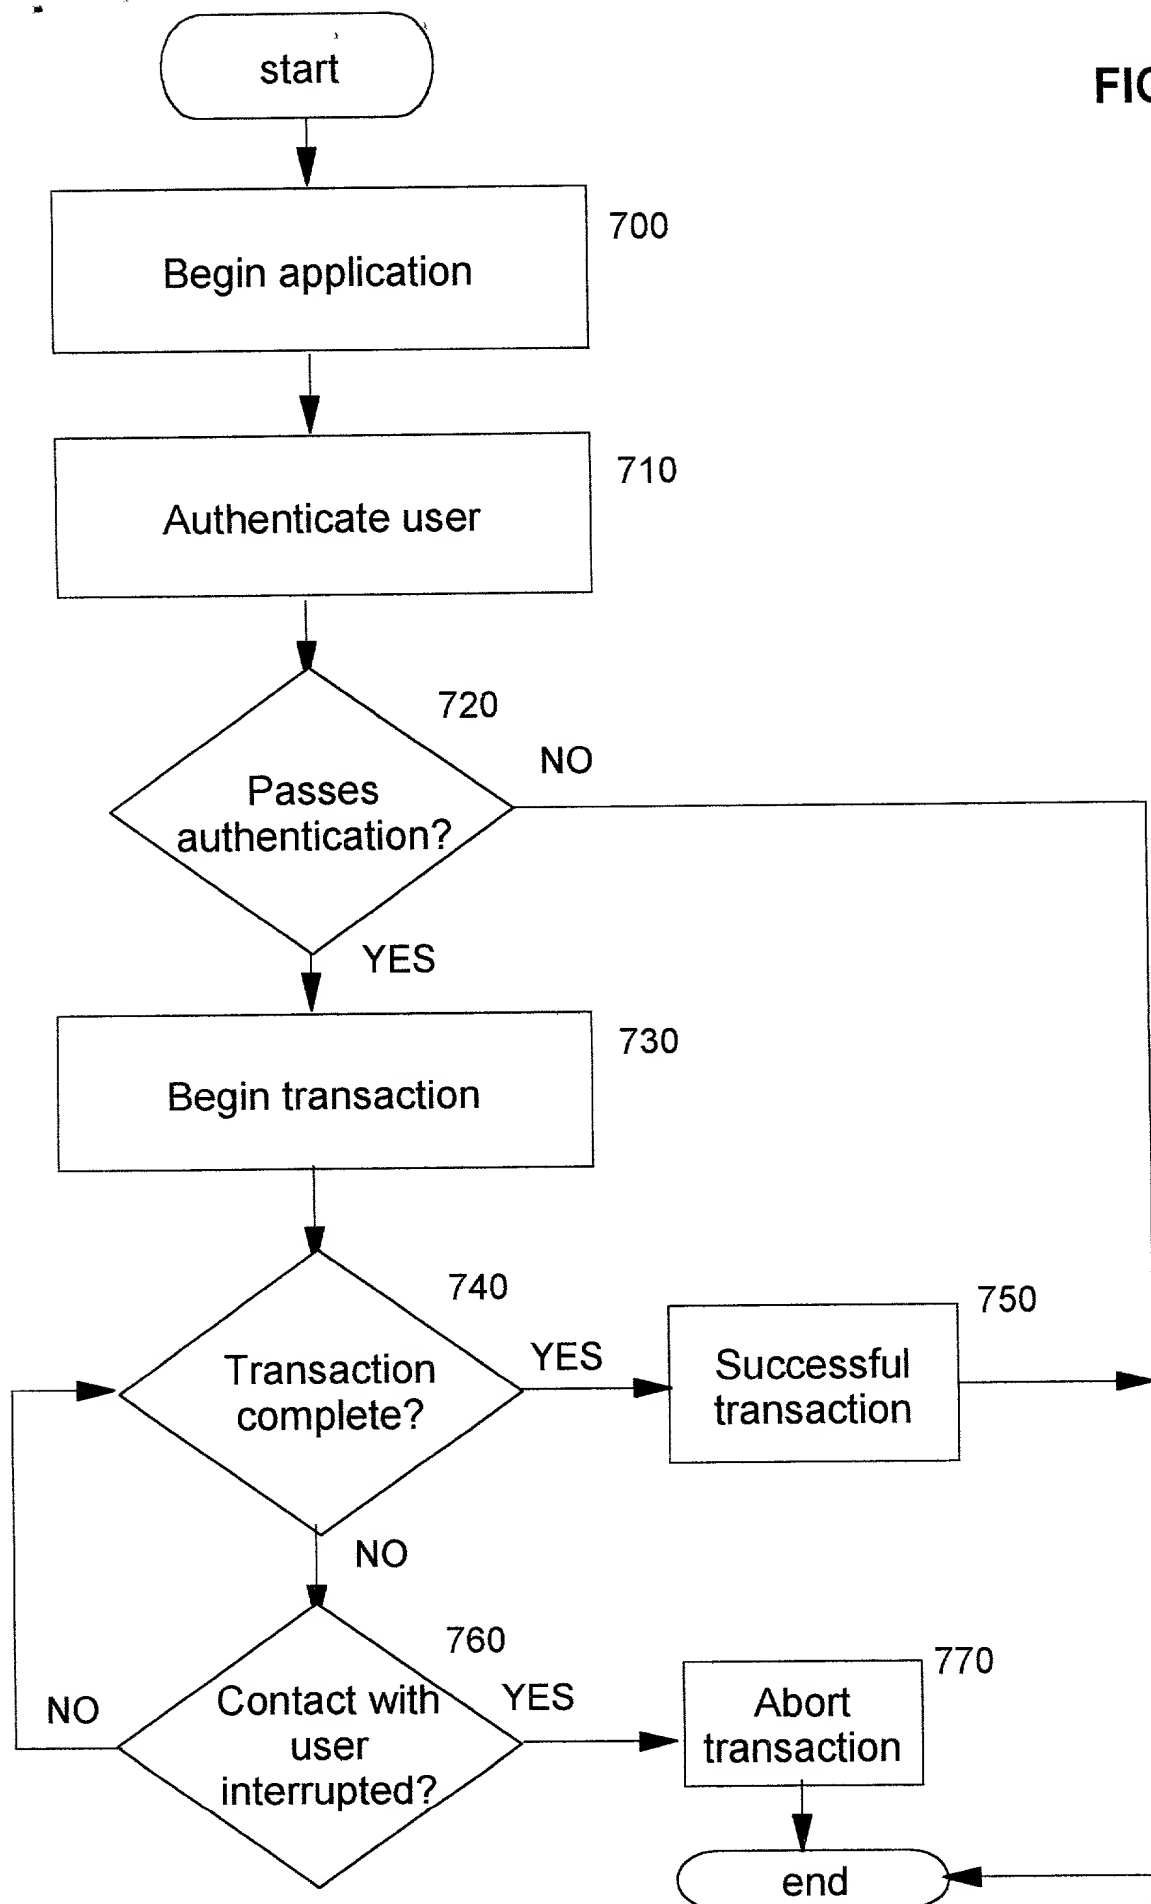 start
FIG
700
Begin application
710
Authenticate user
720
NO
Passes
authentication?
YES
730
Begin transaction
740
750
YES
Transaction
complete?
Successful
transaction
NO
760
770
NO
YES
Contact with
user
interrupted?
Abort
transaction
end